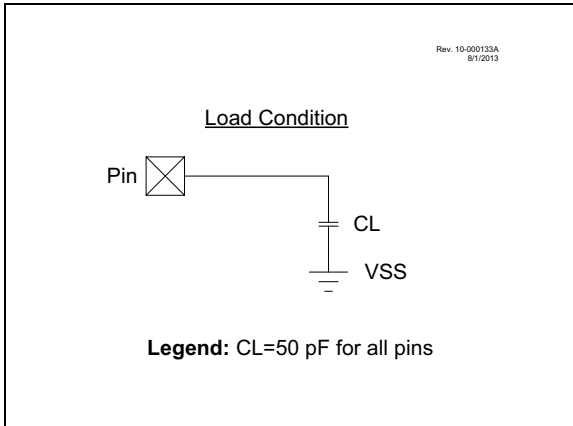 Rev. 10-000133A
8/1/2013
Load Condition
Pin
CL
VSS
Legend: CL=50 pF for all pins